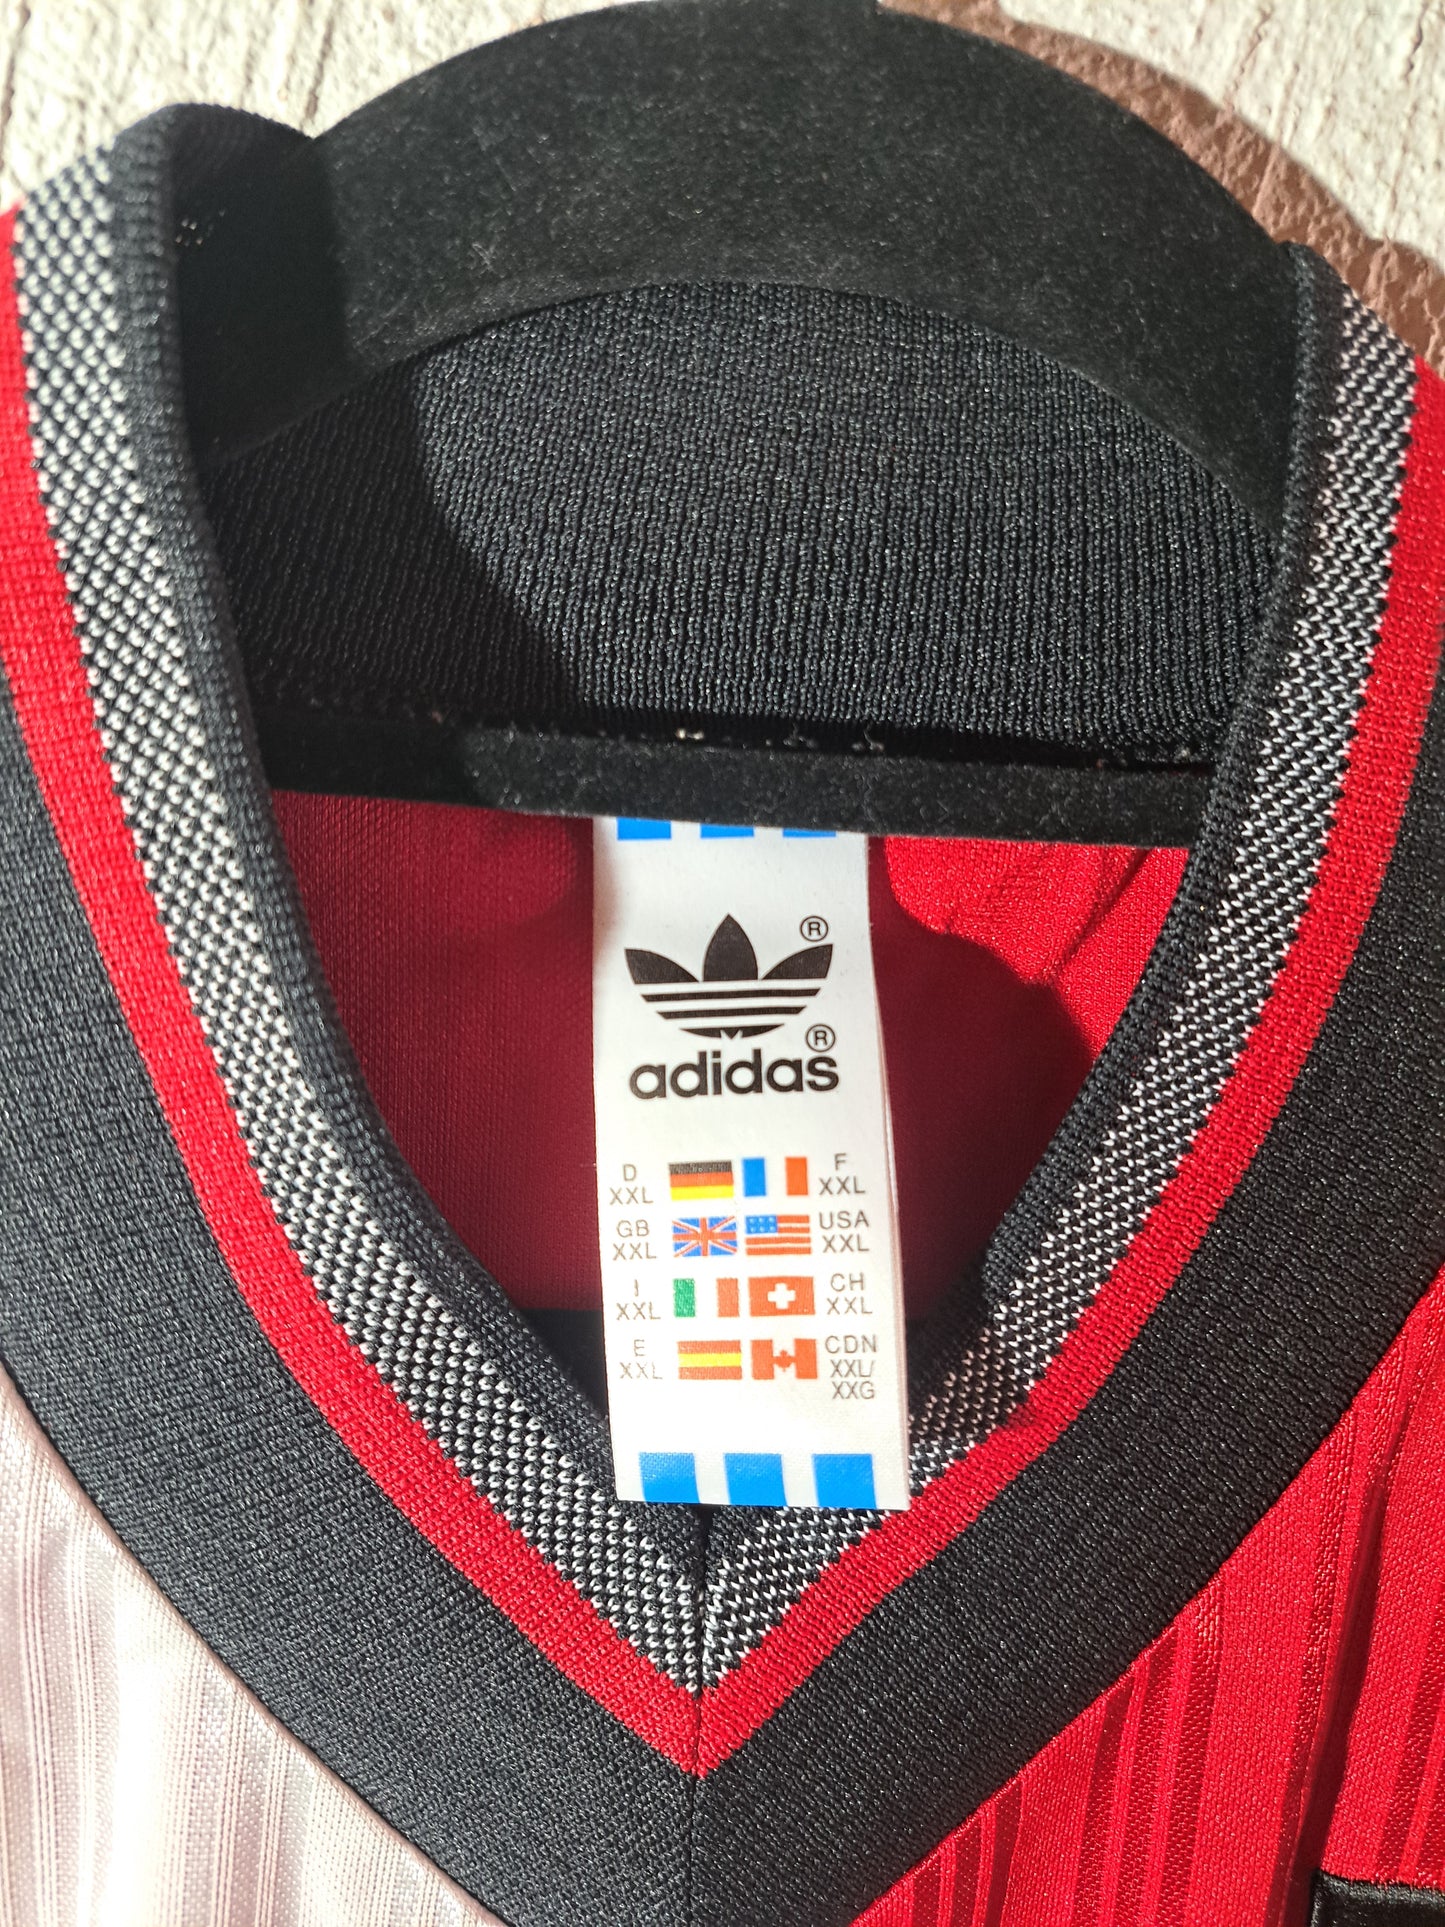 ®
®
adidas
D XXL F XXL
GB XXL USA XXL
I XXL CH XXL
E XXL CDN XXL/ XXG